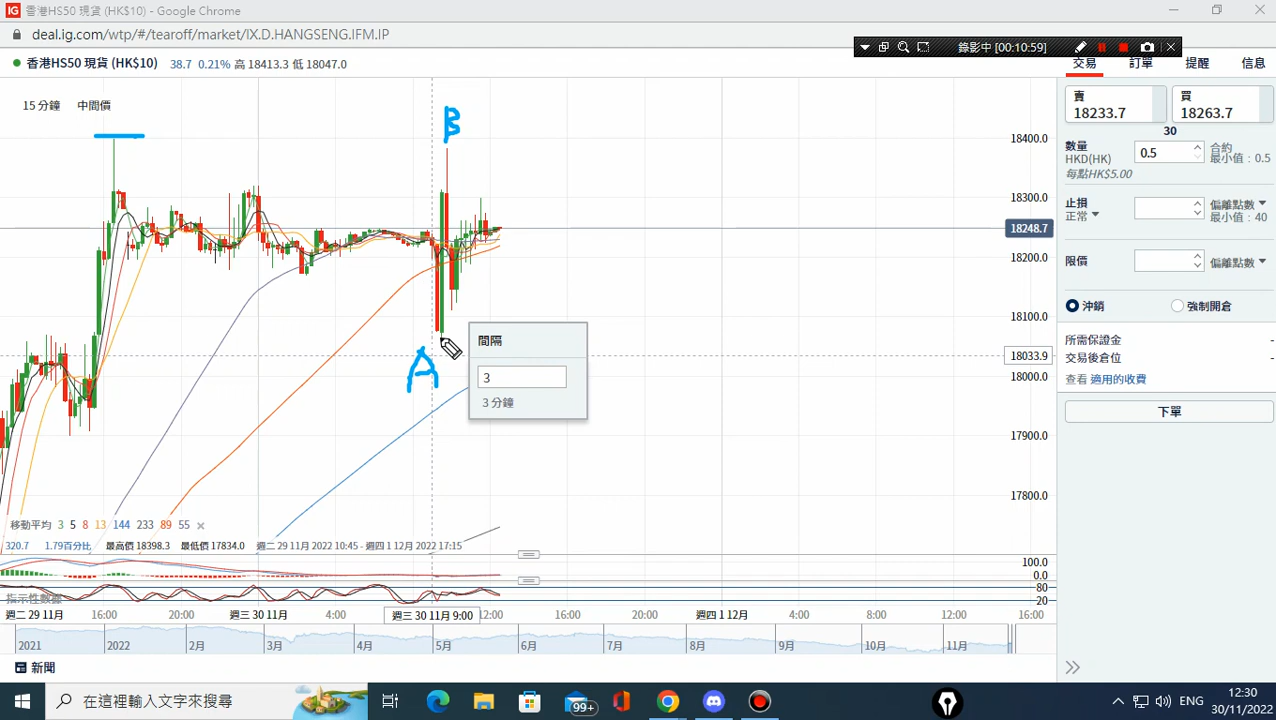 IG 香港HS50 現貨 (HK$10) - Google Chrome
deal.ig.com/wtp/#/tearoff/market/IX.D.HANGSENG.IFM.IP
錄影中 [00:10:59]
香港HS50 現貨 (HK$10) 38.7 0.21% 高 18413.3 低 18047.0
交易 訂單 提醒 信息
15 分鐘 中間價
B
A
18400.0
18300.0
18248.7
18200.0
18100.0
18033.9
18000.0
17900.0
17800.0
100.0
0.0
80
20
間隔
3
3 分鐘
賣
18233.7
買
18263.7
30
數量
HKD(HK)
每點HK$5.00
0.5
合約
最小值 : 0.5
止損
正常
偏離點數
最小值 : 40
限價
偏離點數
沖銷 強制開倉
所需保證金 -
交易後倉位 -
查看 適用的收費
下單
移動平均 3 5 8 13 144 233 89 55
320.7 1.79百分比 最高價 18398.3 最低價 17834.0 週二 29 11月 2022 10:45 - 週四 1 12月 2022 17:15
指示性數據
週二 29 11月 16:00 20:00 週三 30 11月 4:00 週三 30 11月 9:00 12:00 16:00 20:00 週四 1 12月 4:00 8:00 12:00 16:00
2021 2022 2月 3月 4月 5月 6月 7月 8月 9月 10月 11月
新聞
在這裡輸入文字來搜尋
99+
ENG
12:30
30/11/2022